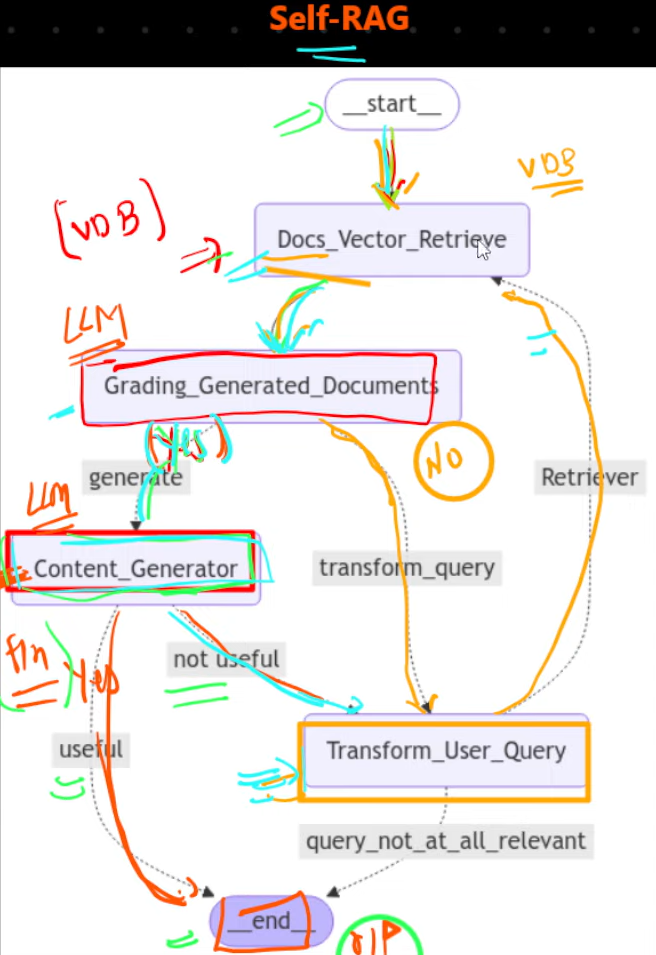 Self-RAG
__start__
VDB
[VDB]
Docs_Vector_Retrieve
LLM
Grading_Generated_Documents
(Yes)
NO
generate
Retriever
LLM
Content_Generator
transform_query
fin
Yes
not useful
useful
Transform_User_Query
query_not_at_all_relevant
__end__
O/P